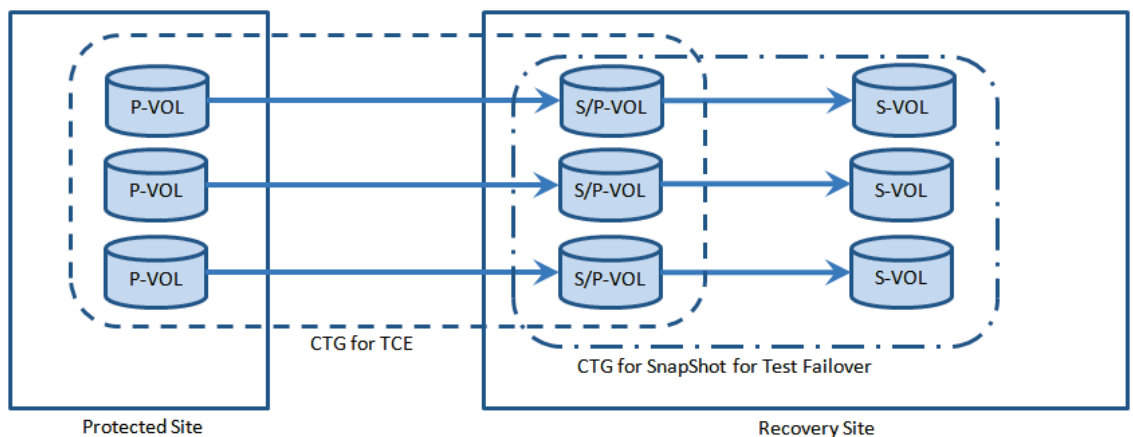 P-VOL
S/P-VOL
S-VOL
P-VOL
S/P-VOL
S-VOL
P-VOL
S/P-VOL
S-VOL
CTG for TCE
CTG for SnapShot for Test Failover
Protected Site
Recovery Site